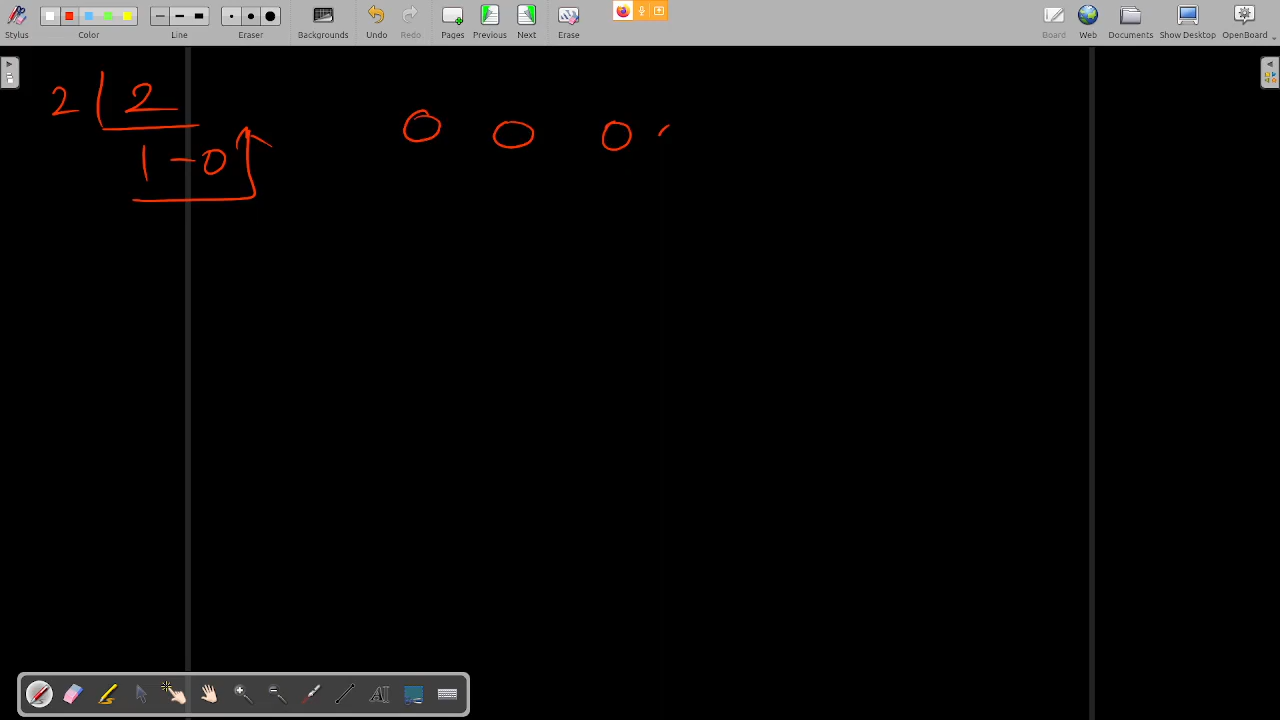 Stylus
Color
Line
Eraser
Backgrounds
Undo
Redo
Pages
Previous
Next
Erase
Board
Web
Documents
Show Desktop
OpenBoard
2 | 2 0 0 0
1 - 0
AI